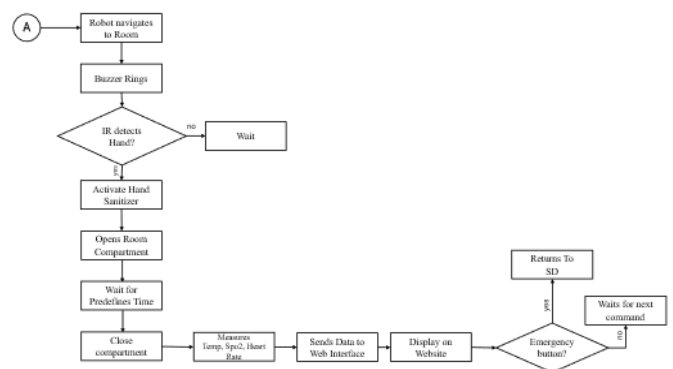 A
Robot navigates
to Room
Buzzer Rings
IR detects
Hand?
no
Wait
yes
Activate Hand
Sanitizer
Opens Room
Compartment
Wait for
Predefines Time
Close
compartment
Measures
Temp, Spo2, Heart
Rate
Sends Data to
Web Interface
Display on
Website
Emergency
button?
yes
Returns To
SD
no
Waits for next
command